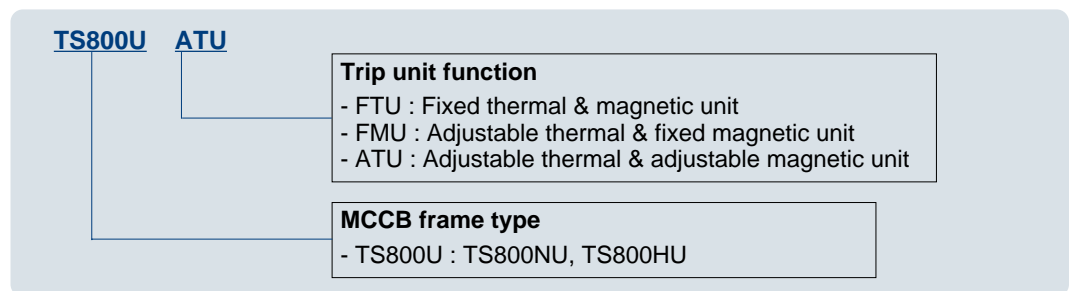 TS800U ATU
Trip unit function
- FTU : Fixed thermal & magnetic unit
- FMU : Adjustable thermal & fixed magnetic unit
- ATU : Adjustable thermal & adjustable magnetic unit
MCCB frame type
- TS800U : TS800NU, TS800HU